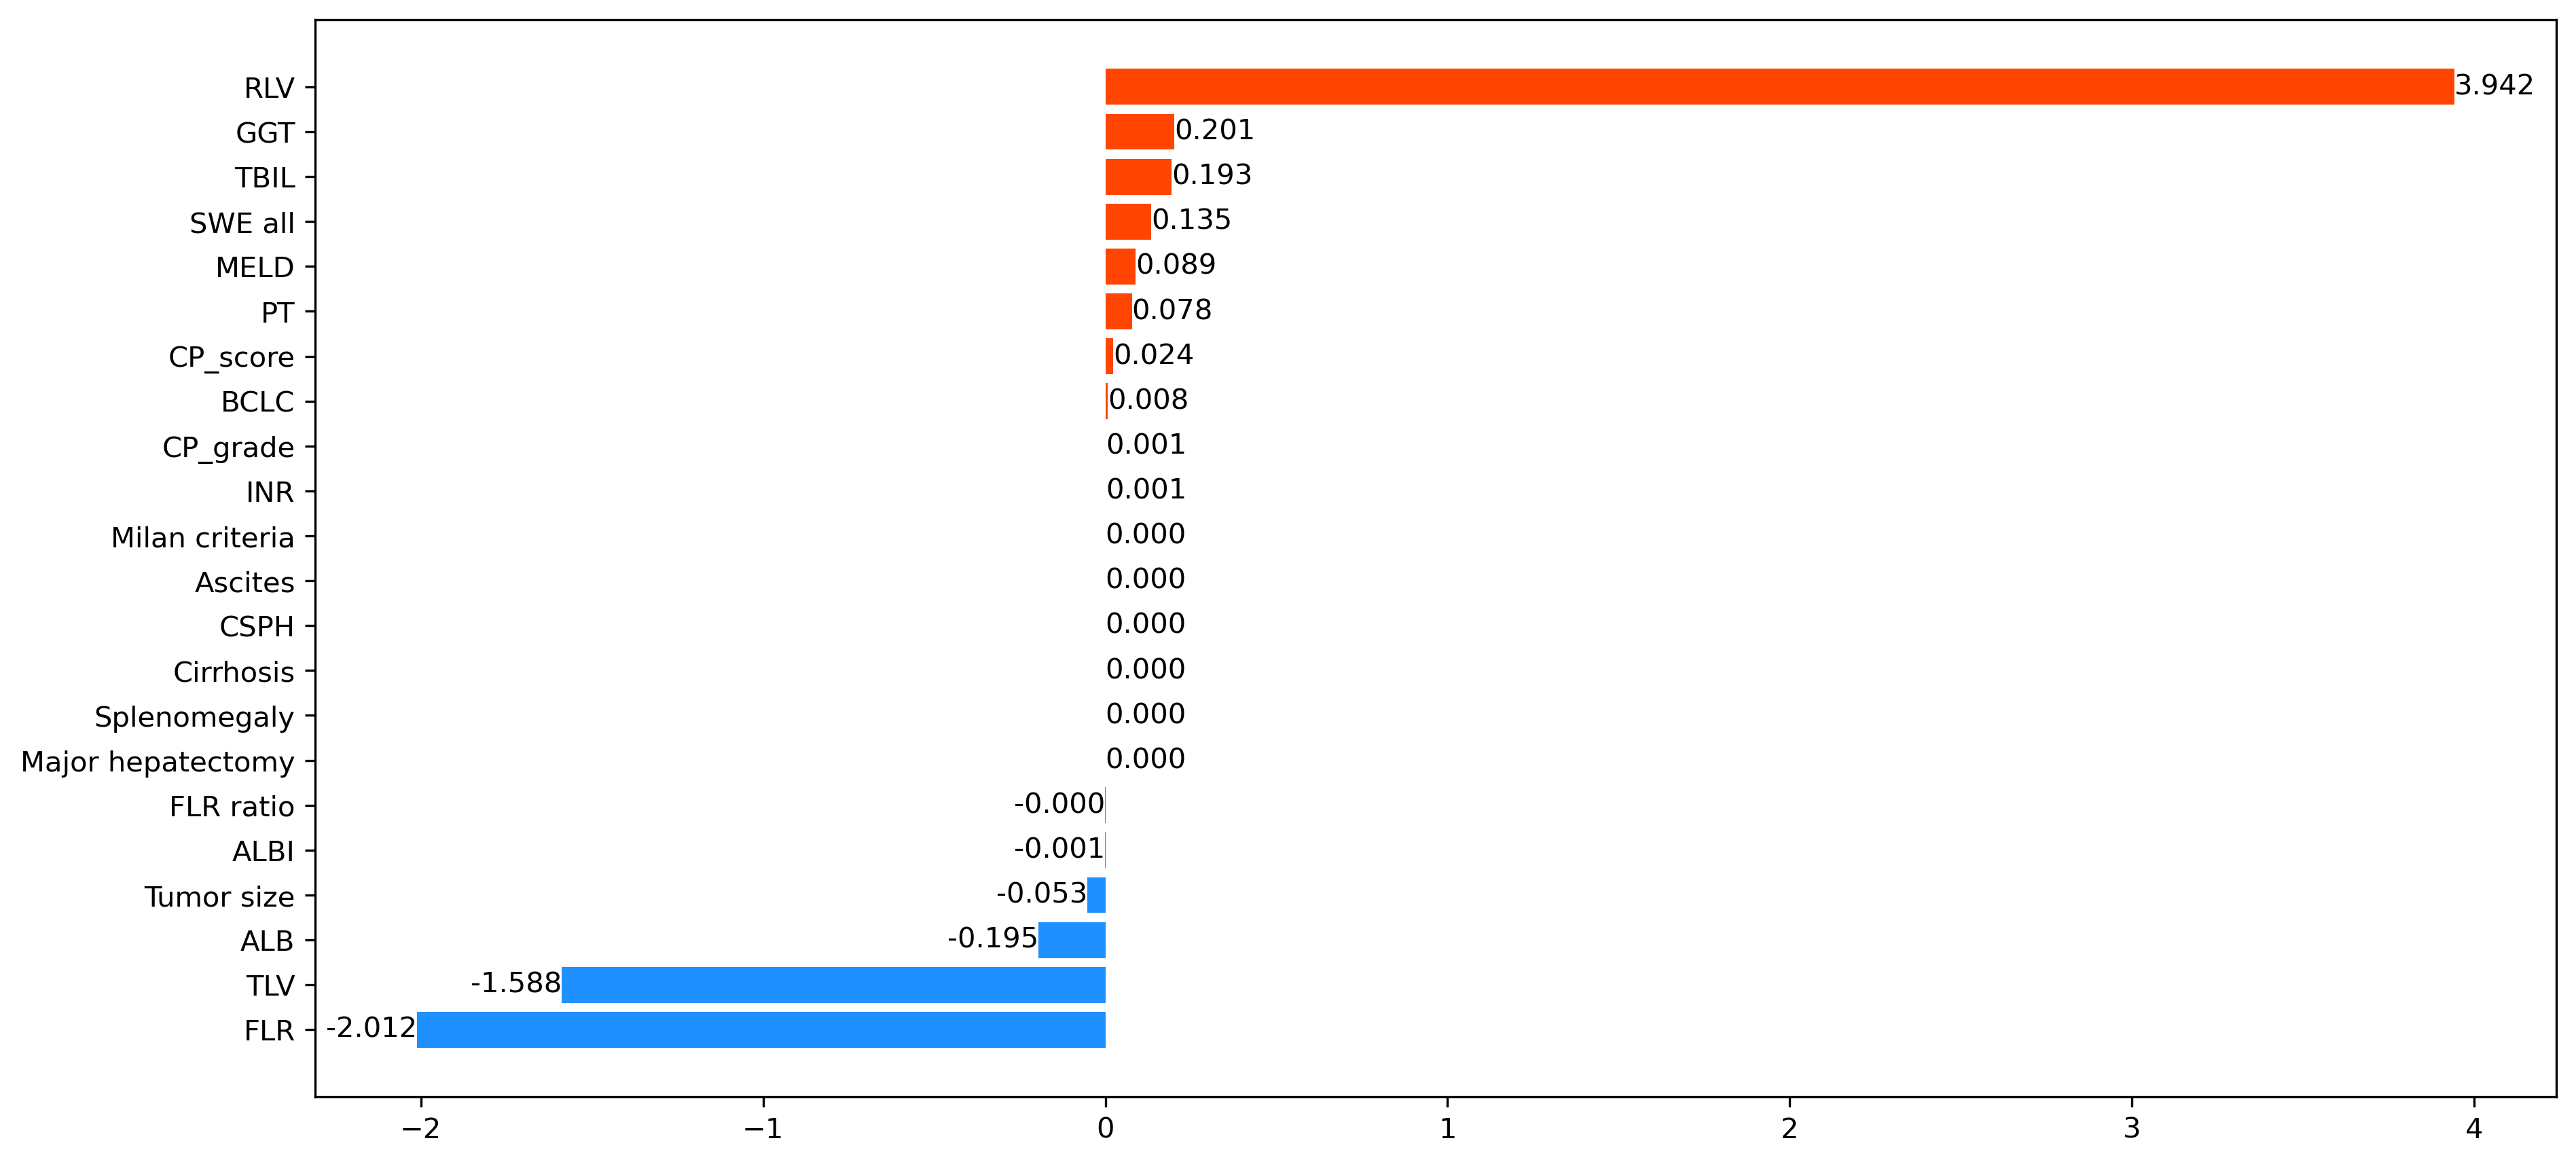 RLV 3.942
GGT 0.201
TBIL 0.193
SWE all 0.135
MELD 0.089
PT 0.078
CP_score 0.024
BCLC 0.008
CP_grade 0.001
INR 0.001
Milan criteria 0.000
Ascites 0.000
CSPH 0.000
Cirrhosis 0.000
Splenomegaly 0.000
Major hepatectomy 0.000
FLR ratio -0.000
ALBI -0.001
Tumor size -0.053
ALB -0.195
TLV -1.588
FLR -2.012
−2 −1 0 1 2 3 4